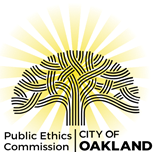 Public Ethics
Commission
CITY OF
OAKLAND